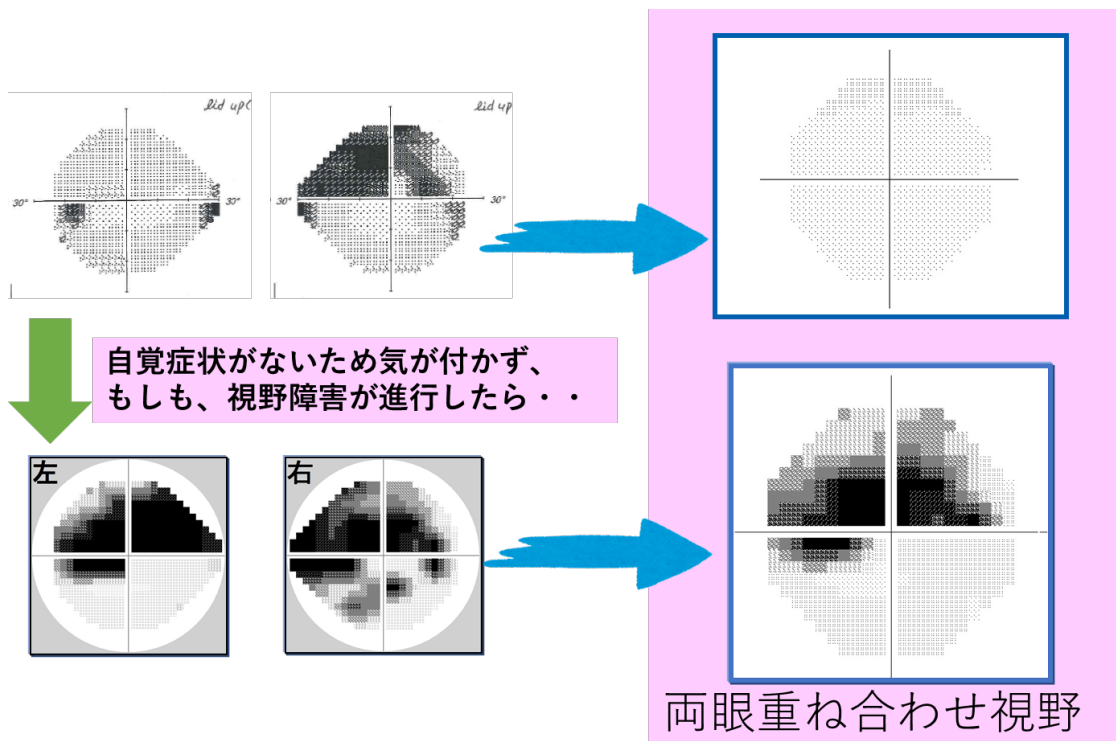 lid up
lid up
30°
30°
30°
30°
自覚症状がないため気が付かず、
もしも、視野障害が進行したら・・
左
右
両眼重ね合わせ視野